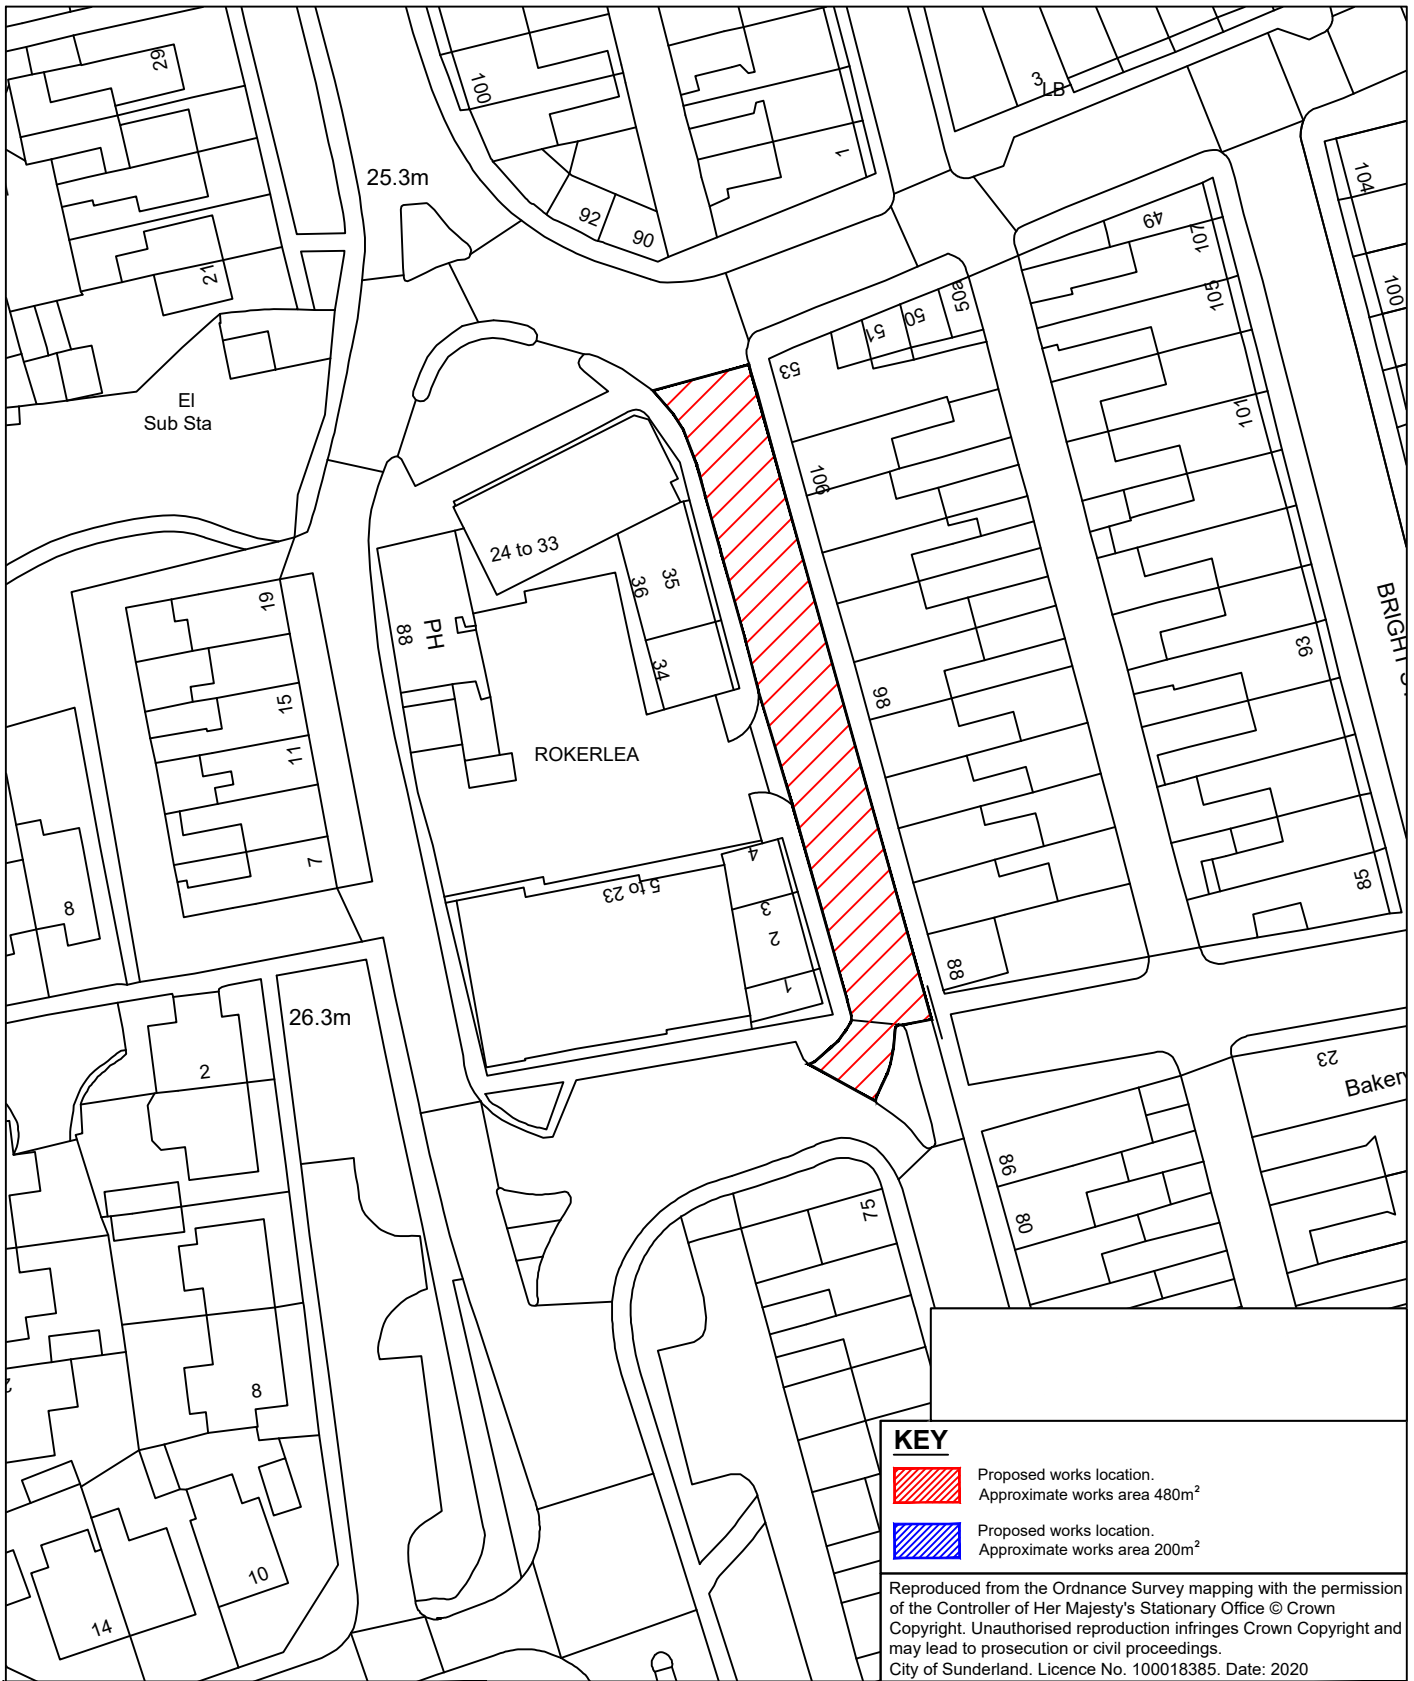 29
100
3
LB
1
25.3m
92
90
104
49
107
21
105
100
50a
50
51
53
El
Sub Sta
101
106
24 to 33
35
36
19
88
PH
34
BRIGHT
93
98
15
11
ROKERLEA
7
4
5 to 23
3
2
1
85
8
88
26.3m
2
23
Bakery
86
80
75
8
10
14
KEY
Proposed works location.
Approximate works area 480m²
Proposed works location.
Approximate works area 200m²
Reproduced from the Ordnance Survey mapping with the permission
of the Controller of Her Majesty's Stationary Office © Crown
Copyright. Unauthorised reproduction infringes Crown Copyright and
may lead to prosecution or civil proceedings.
City of Sunderland. Licence No. 100018385. Date: 2020